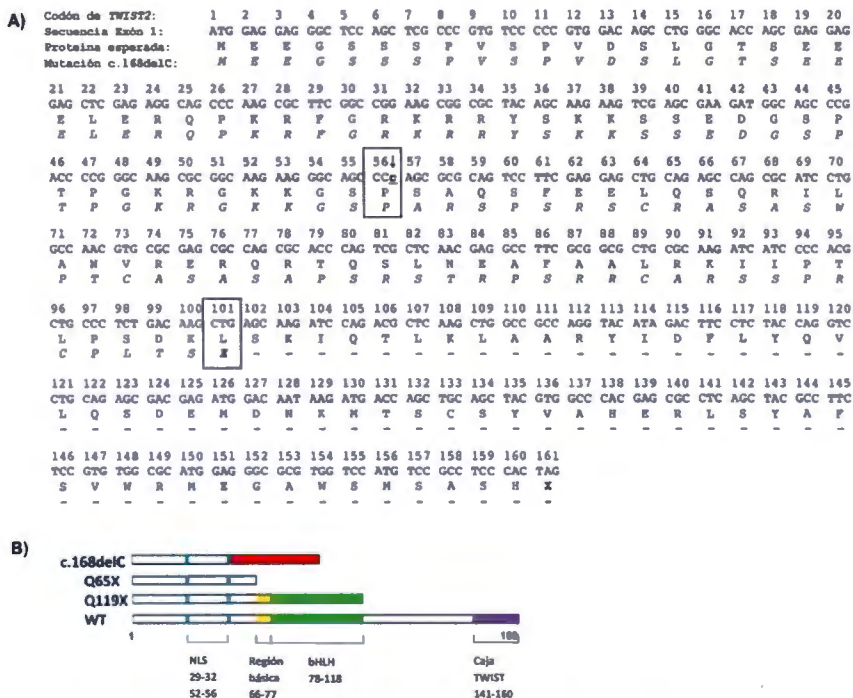 A)
Codón de TWIST2: 1 2 3 4 5 6 7 8 9 10 11 12 13 14 15 16 17 18 19 20
Secuencia Exón 1: ATG GAG GAG GGC TCC AGC TCG CCC GTG TCC CCC GTG GAC AGC CTG GGC ACC AGC GAG GAG
Proteina esperada: M E E G S S S P V S P V D S L G T S E E
Mutación c.168delC: M E E G S S S P V S P V D S L G T S E E
21 22 23 24 25 26 27 28 29 30 31 32 33 34 35 36 37 38 39 40 41 42 43 44 45
GAG CTC GAG AGG CAG CCC AAG CGC TTC GGC CGG AAG CGG CGC TAC AGC AAG AAG TCG AGC GAA GAT GGC AGC CCG
E L E R Q P K R F G R K R R Y S K K S S E D G S P
E L E R Q P K R F G R K R R Y S K K S S E D G S P
46 47 48 49 50 51 52 53 54 55 56↓ 57 58 59 60 61 62 63 64 65 66 67 68 69 70
ACC CCG GGC AAG CGC GGC AAG AAG GGC AGC CCC AGC GCG CAG TCC TTC GAG GAG CTG CAG AGC CAG CGC ATC CTG
T P G K R G K K G S P S A Q S F E E L Q S Q R I L
T P G K R G K K G S P A R S P S R S C R A S A S W
71 72 73 74 75 76 77 78 79 80 81 82 83 84 85 86 87 88 89 90 91 92 93 94 95
GCC AAC GTG CGC GAG CGC CAG CGC ACC CAG TCG CTC AAC GAG GCC TTC GCG GCG CTG CGC AAG ATC ATC CCC ACG
A N V R E R Q R T Q S L N E A F A A L R K I I P T
P T C A S A S A P S R S T R P S R R C A R S S P R
96 97 98 99 100 101 102 103 104 105 106 107 108 109 110 111 112 113 114 115 116 117 118 119 120
CTG CCC TCT GAC AAG CTG AGC AAG ATC CAG ACG CTC AAG CTG GCC GCC AGG TAC ATA GAC TTC CTC TAC CAG GTC
L P S D K L S K I Q T L K L A A R Y I D F L Y Q V
C P L T S X - - - - - - - - - - - - - - - - - - -
121 122 123 124 125 126 127 128 129 130 131 132 133 134 135 136 137 138 139 140 141 142 143 144 145
CTG CAG AGC GAC GAG ATG GAC AAT AAG ATG ACC AGC TGC AGC TAC GTG GCC CAC GAG CGC CTC AGC TAC GCC TTC
L Q S D E M D N K M T S C S Y V A H E R L S Y A F
- - - - - - - - - - - - - - - - - - - - - - - - -
146 147 148 149 150 151 152 153 154 155 156 157 158 159 160 161
TCC GTG TGG CGC ATG GAG GGC GCG TGG TCC ATG TCC GCC TCC CAC TAG
S V W R M E G A W S M S A S H X
- - - - - - - - - - - - - - - -
B)
c.168delC
Q65X
Q119X
WT
1 160
NLS Región bHLH Caja
29-32 básica 78-118 TWIST
52-56 66-77 141-160